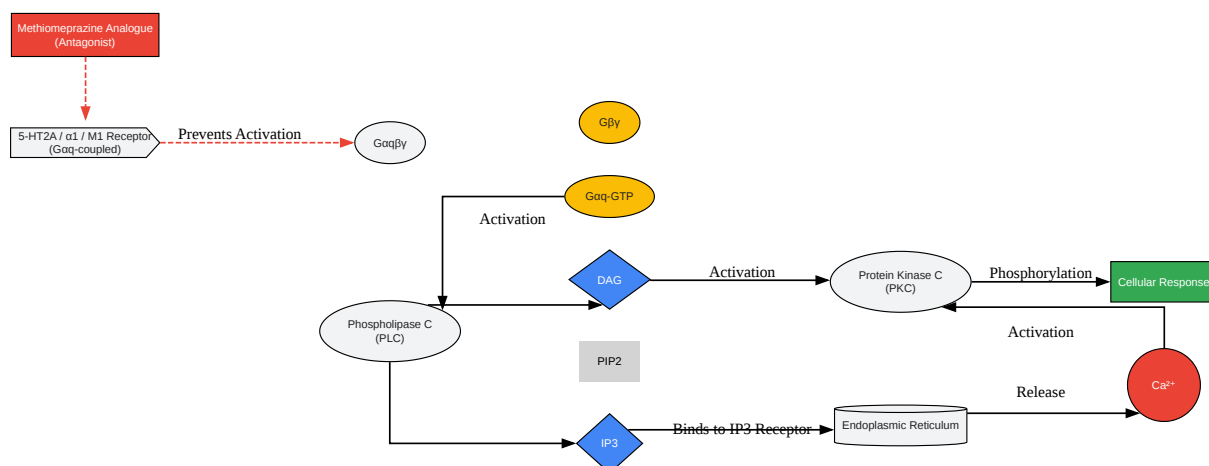 Methiomeprazine Analogue
(Antagonist)
5-HT2A / α1 / M1 Receptor
(Gαq-coupled)
Prevents Activation
Gαqβγ
Gβγ
Gαq-GTP
Activation
DAG
Activation
Protein Kinase C
(PKC)
Phosphorylation
Cellular Response
Phospholipase C
(PLC)
Activation
PIP2
Ca²⁺
Release
IP3
Binds to IP3 Receptor
Endoplasmic Reticulum